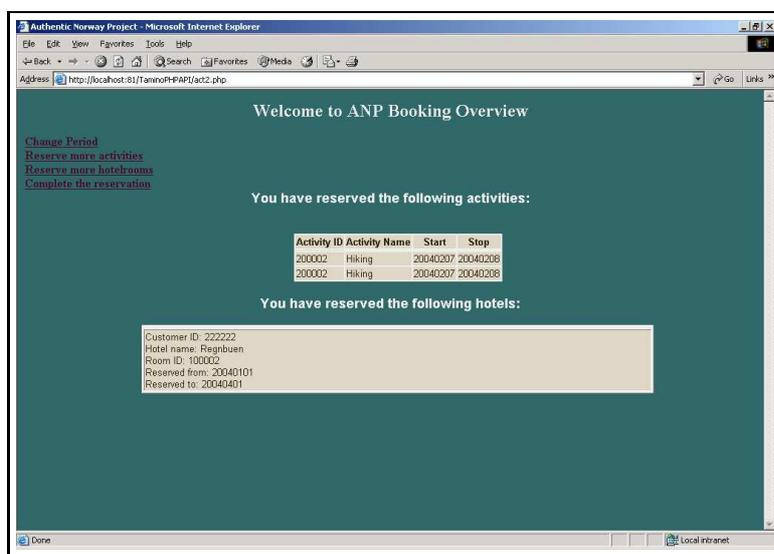 Authentic Norway Project - Microsoft Internet Explorer
File Edit View Favorites Tools Help
Back Search Favorites Media
Address http://localhost:81/TaminoPHPAPI/act2.php Go Links »
Welcome to ANP Booking Overview
Change Period
Reserve more activities
Reserve more hotelrooms
Complete the reservation
You have reserved the following activities:
Activity ID Activity Name Start Stop
200002 Hiking 20040207 20040208
200002 Hiking 20040207 20040208
You have reserved the following hotels:
Customer ID: 222222
Hotel name: Regnbuen
Room ID: 100002
Reserved from: 20040101
Reserved to: 20040401
Done Local intranet